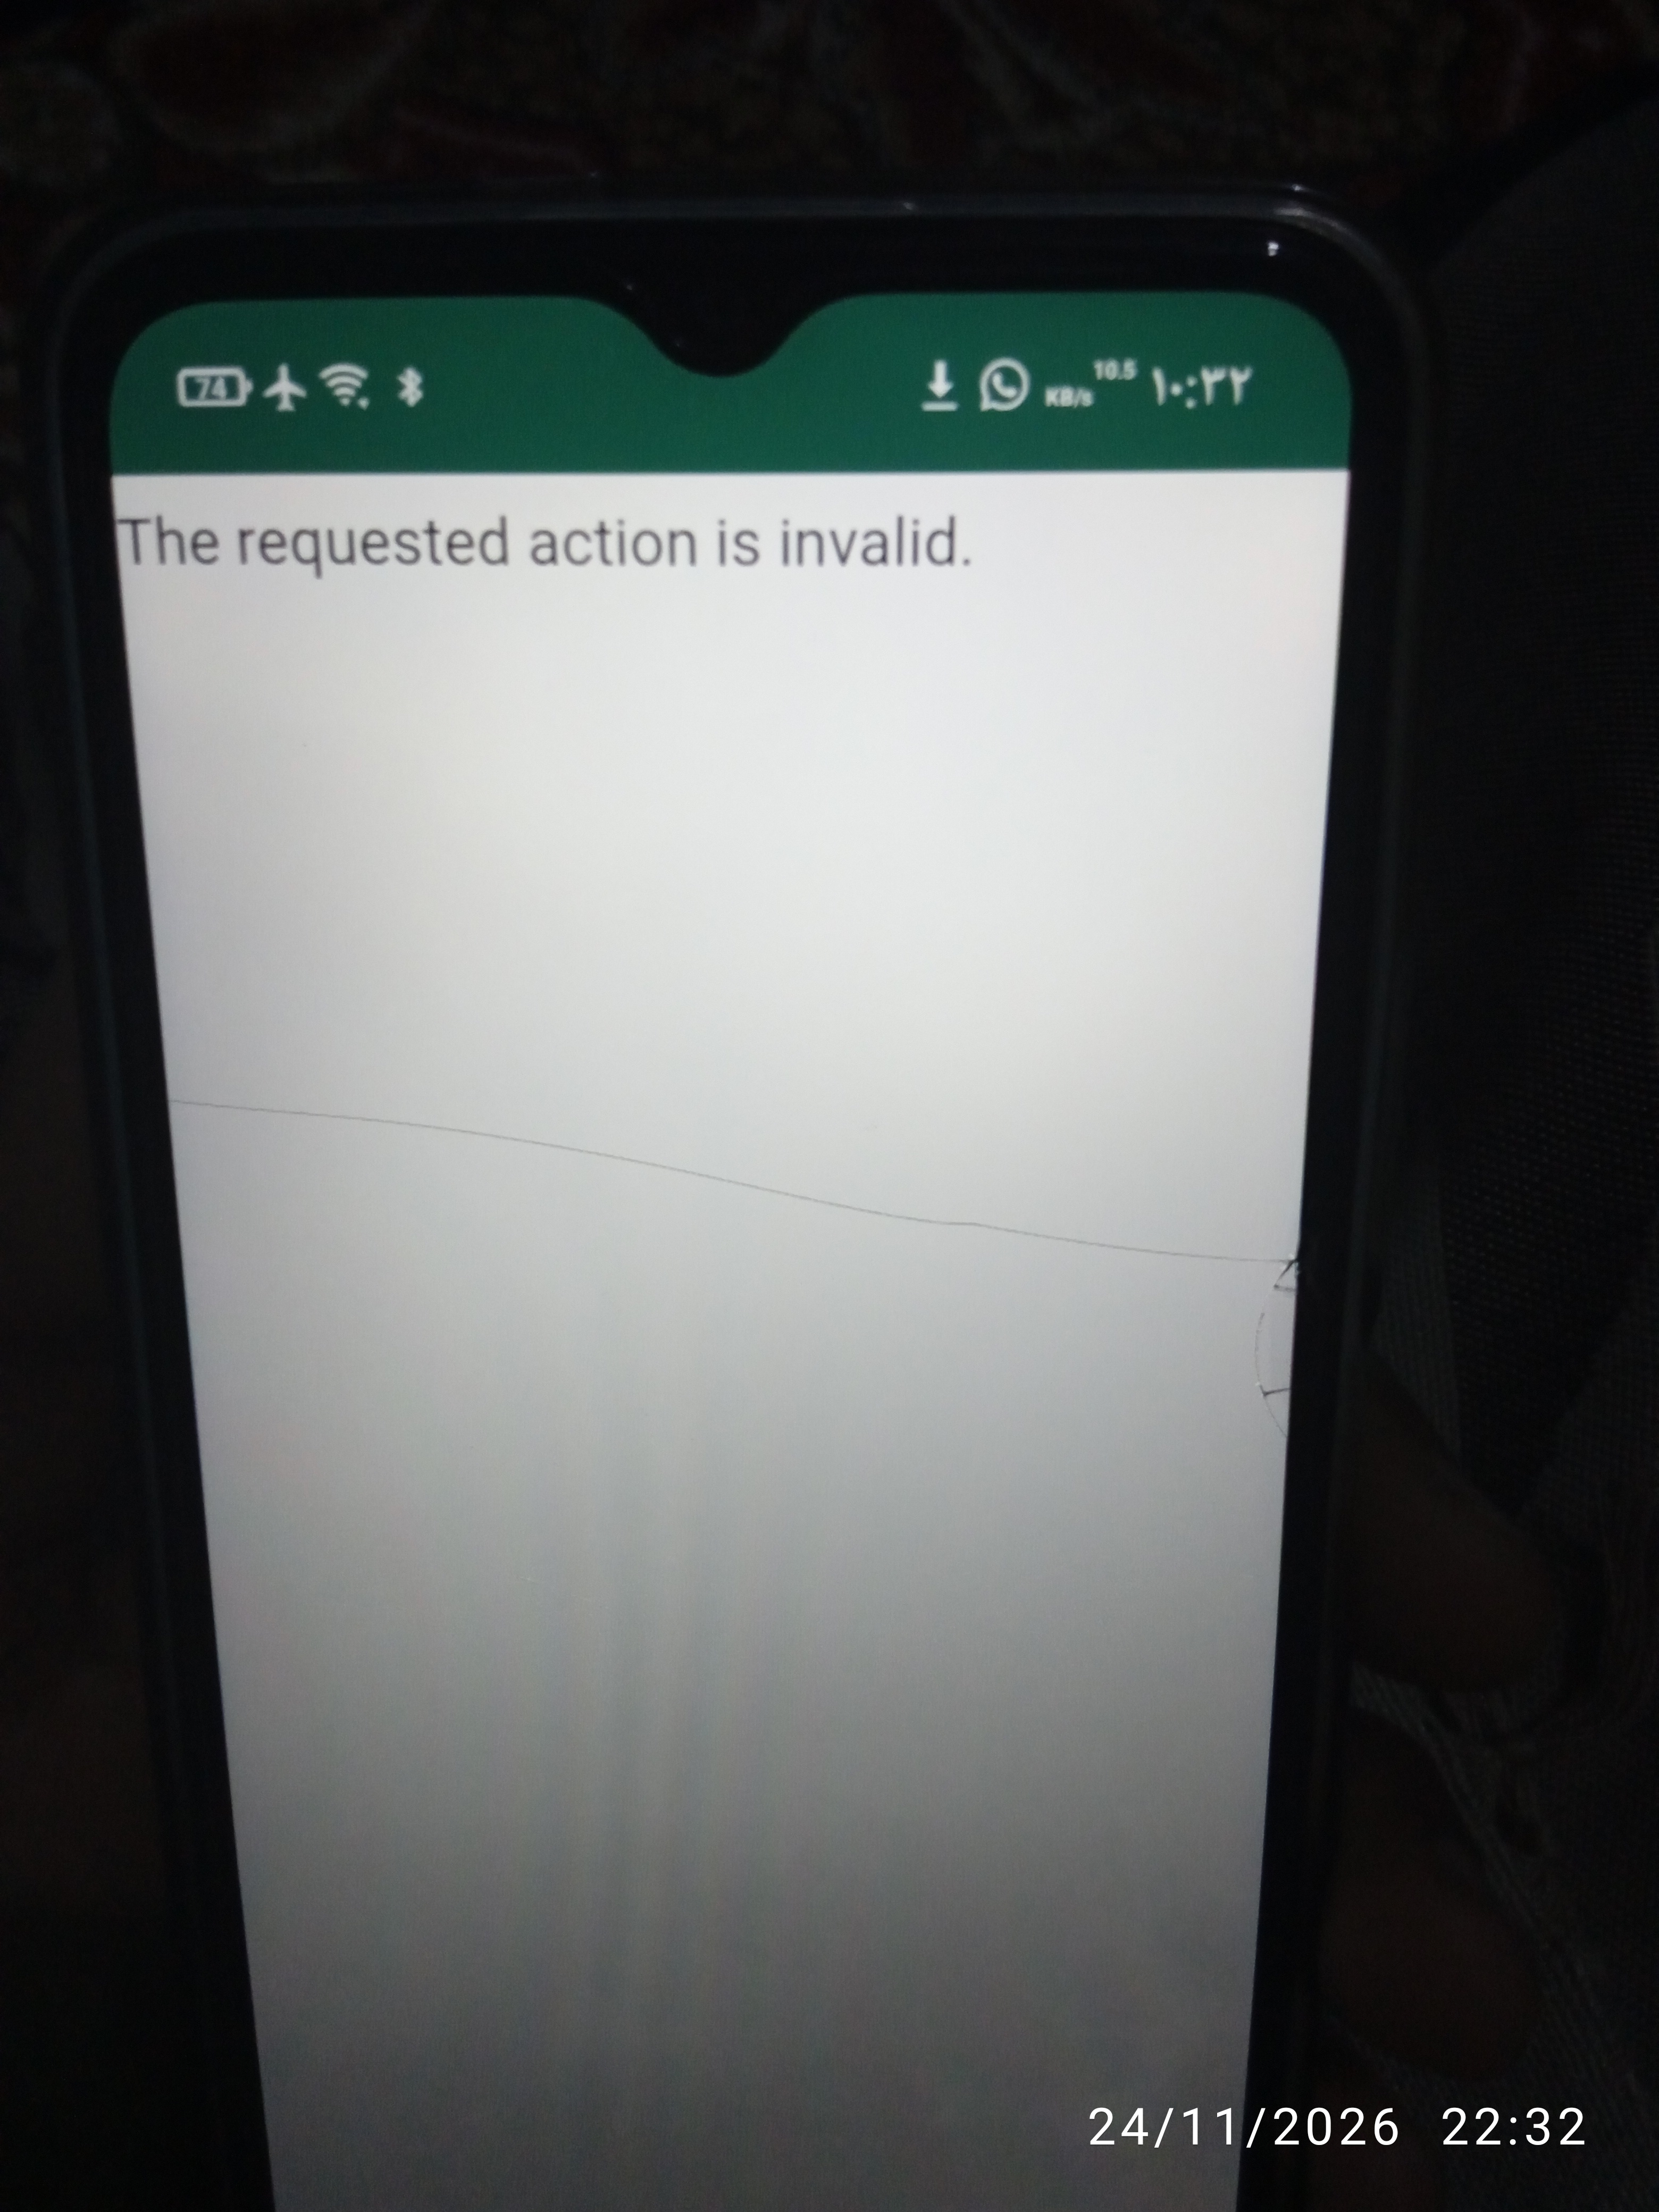 74 KB/s 10.5 ١٠:٣٢
The requested action is invalid.
24/11/2026 22:32